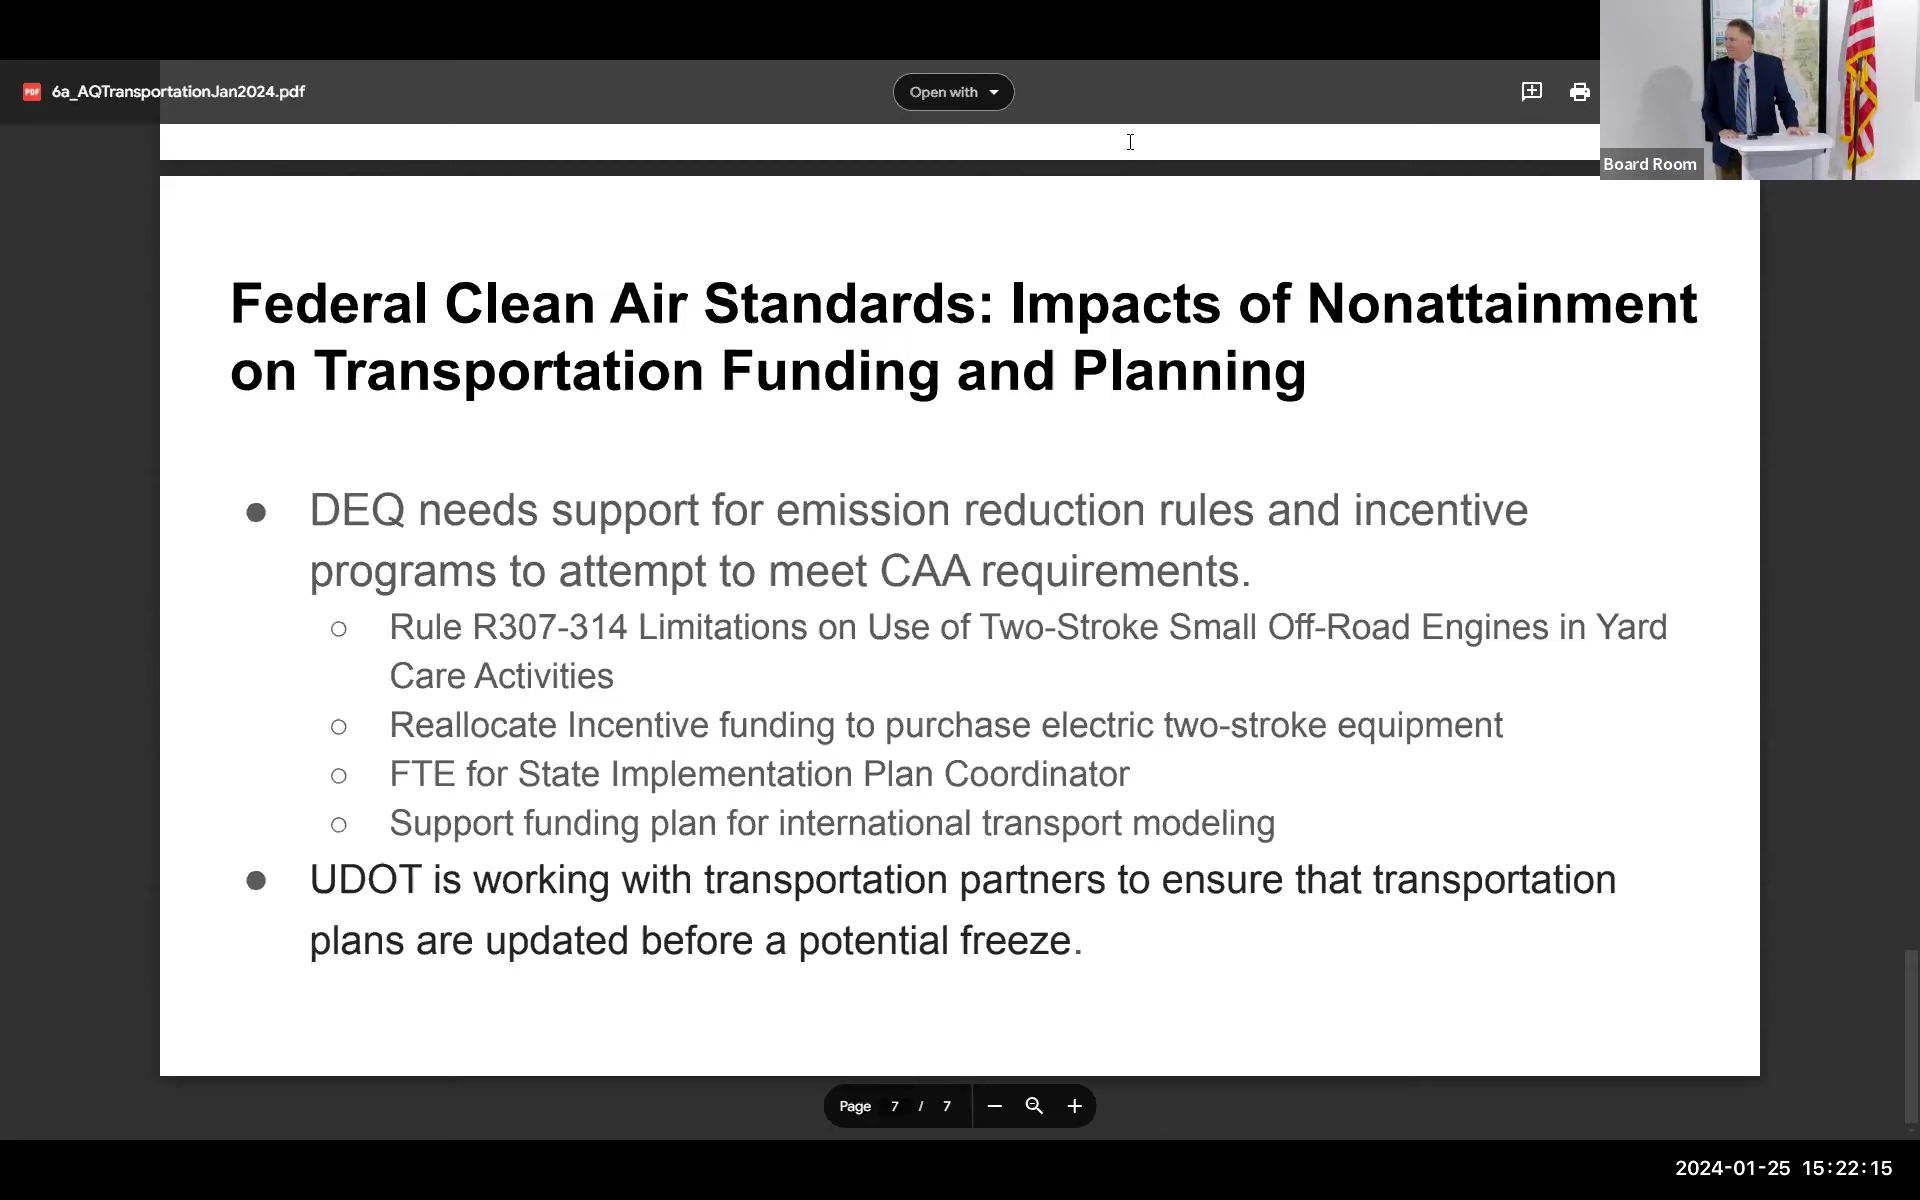 PDF 6a_AQTransportationJan2024.pdf
Open with
Board Room
Federal Clean Air Standards: Impacts of Nonattainment
on Transportation Funding and Planning
● DEQ needs support for emission reduction rules and incentive
programs to attempt to meet CAA requirements.
○ Rule R307-314 Limitations on Use of Two-Stroke Small Off-Road Engines in Yard
Care Activities
○ Reallocate Incentive funding to purchase electric two-stroke equipment
○ FTE for State Implementation Plan Coordinator
○ Support funding plan for international transport modeling
● UDOT is working with transportation partners to ensure that transportation
plans are updated before a potential freeze.
Page 7 / 7
2024-01-25 15:22:15